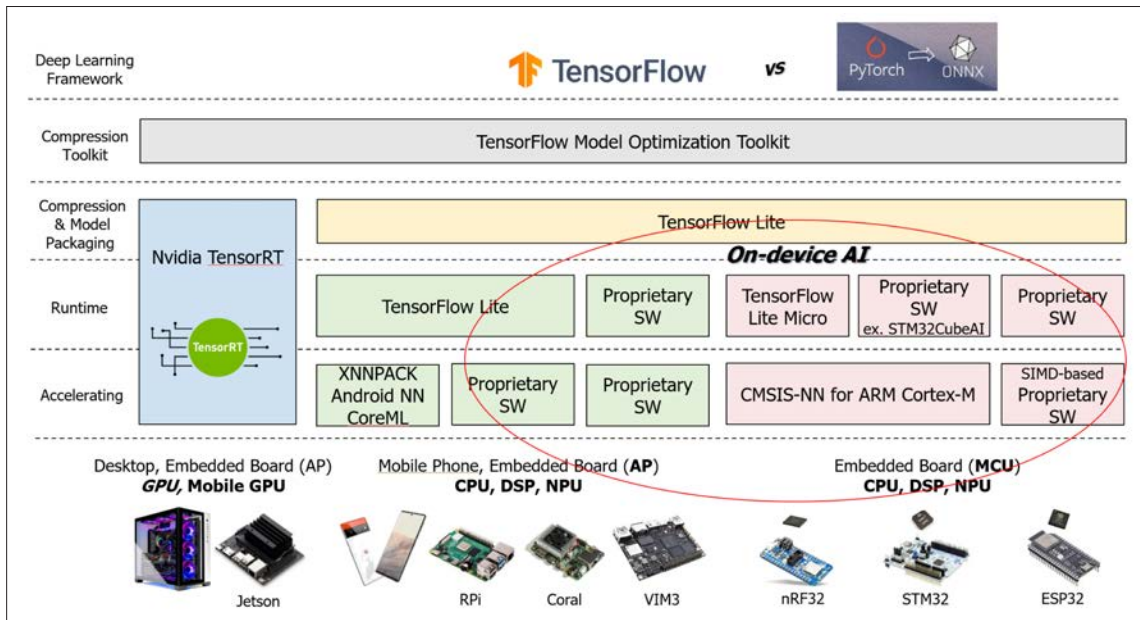 Deep Learning
Framework
TensorFlow
vs
PyTorch
ONNX
Compression
Toolkit
TensorFlow Model Optimization Toolkit
Compression
& Model
Packaging
Nvidia TensorRT
TensorFlow Lite
On-device AI
Runtime
TensorRT
TensorFlow Lite
Proprietary
SW
TensorFlow
Lite Micro
Proprietary
SW
ex. STM32CubeAI
Proprietary
SW
Accelerating
XNNPACK
Android NN
CoreML
Proprietary
SW
Proprietary
SW
CMSIS-NN for ARM Cortex-M
SIMD-based
Proprietary
SW
Desktop, Embedded Board (AP)
GPU, Mobile GPU
Mobile Phone, Embedded Board (AP)
CPU, DSP, NPU
Embedded Board (MCU)
CPU, DSP, NPU
Jetson
RPi
Coral
VIM3
nRF32
STM32
ESP32